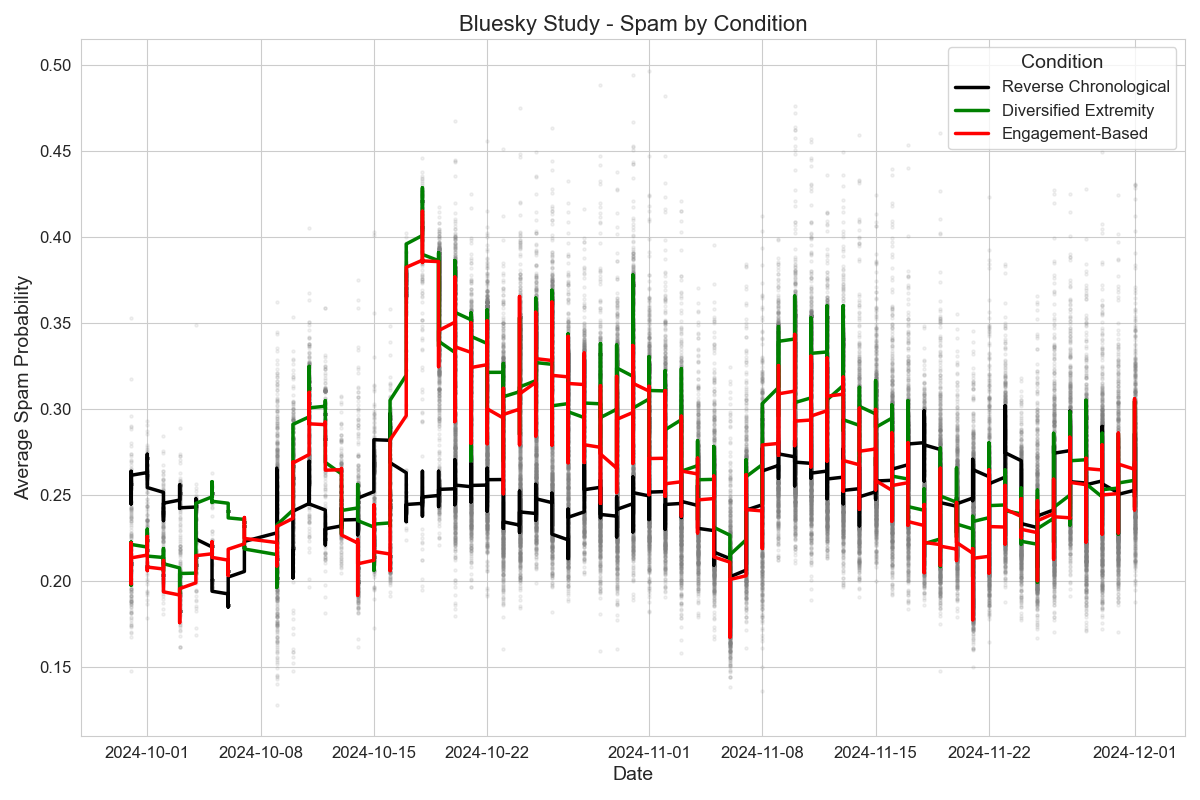 Bluesky Study - Spam by Condition
Condition
Reverse Chronological
Diversified Extremity
Engagement-Based
Average Spam Probability
0.50
0.45
0.40
0.35
0.30
0.25
0.20
0.15
2024-10-01
2024-10-08
2024-10-15
2024-10-22
2024-11-01
2024-11-08
2024-11-15
2024-11-22
2024-12-01
Date